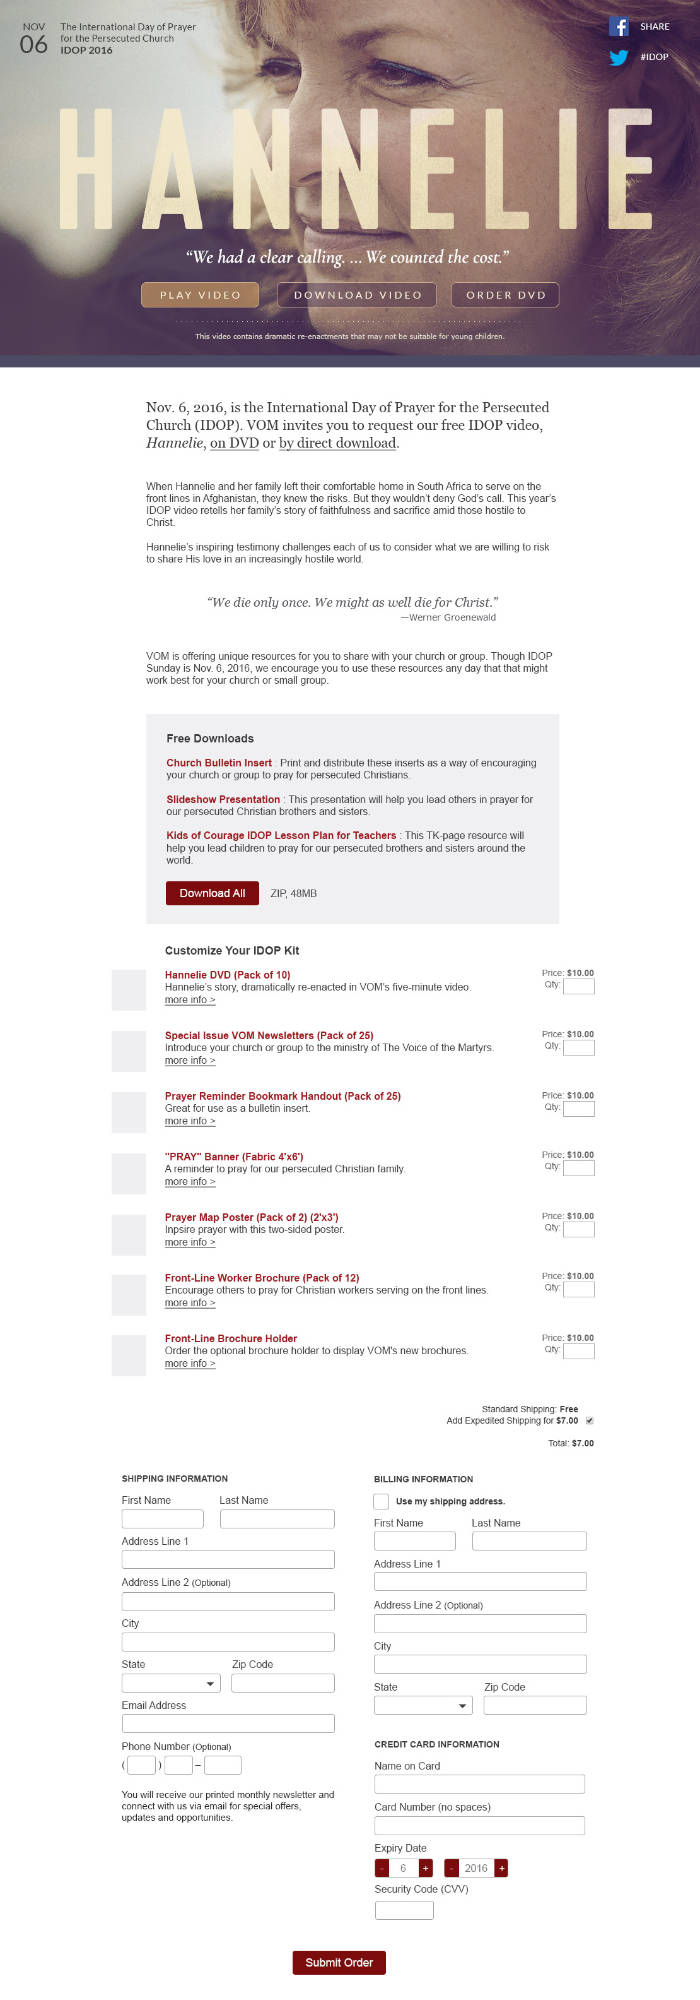 NOV
06
The International Day of Prayer
for the Persecuted Church
IDOP 2016
SHARE
#IDOP
HANNELIE
“We had a clear calling. ... We counted the cost.”
PLAY VIDEO
DOWNLOAD VIDEO
ORDER DVD
This video contains dramatic re-enactments that may not be suitable for young children.
Nov. 6, 2016, is the International Day of Prayer for the Persecuted
Church (IDOP). VOM invites you to request our free IDOP video,
Hannelie, on DVD or by direct download.
When Hannelie and her family left their comfortable home in South Africa to serve on the
front lines in Afghanistan, they knew the risks. But they wouldn’t deny God’s call. This year’s
IDOP video retells her family’s story of faithfulness and sacrifice amid those hostile to
Christ.
Hannelie’s inspiring testimony challenges each of us to consider what we are willing to risk
to share His love in an increasingly hostile world.
“We die only once. We might as well die for Christ.”
—Werner Groenewald
VOM is offering unique resources for you to share with your church or group. Though IDOP
Sunday is Nov. 6, 2016, we encourage you to use these resources any day that that might
work best for your church or small group.
Free Downloads
Church Bulletin Insert : Print and distribute these inserts as a way of encouraging
your church or group to pray for persecuted Christians.
Slideshow Presentation : This presentation will help you lead others in prayer for
our persecuted Christian brothers and sisters.
Kids of Courage IDOP Lesson Plan for Teachers : This TK-page resource will
help you lead children to pray for our persecuted brothers and sisters around the
world.
Download All
ZIP, 48MB
Customize Your IDOP Kit
Hannelie DVD (Pack of 10)
Hannelie’s story, dramatically re-enacted in VOM’s five-minute video.
more info >
Price: $10.00
Qty:
Special Issue VOM Newsletters (Pack of 25)
Introduce your church or group to the ministry of The Voice of the Martyrs.
more info >
Price: $10.00
Qty:
Prayer Reminder Bookmark Handout (Pack of 25)
Great for use as a bulletin insert.
more info >
Price: $10.00
Qty:
"PRAY" Banner (Fabric 4'x6')
A reminder to pray for our persecuted Christian family.
more info >
Price: $10.00
Qty:
Prayer Map Poster (Pack of 2) (2'x3')
Inpsire prayer with this two-sided poster.
more info >
Price: $10.00
Qty:
Front-Line Worker Brochure (Pack of 12)
Encourage others to pray for Christian workers serving on the front lines.
more info >
Price: $10.00
Qty:
Front-Line Brochure Holder
Order the optional brochure holder to display VOM's new brochures.
more info >
Price: $10.00
Qty:
Standard Shipping: Free
Add Expedited Shipping for $7.00
Total: $7.00
SHIPPING INFORMATION
First Name Last Name
Address Line 1
Address Line 2 (Optional)
City
State Zip Code
Email Address
Phone Number (Optional)
( ) –
You will receive our printed monthly newsletter and
connect with us via email for special offers,
updates and opportunities.
BILLING INFORMATION
Use my shipping address.
First Name Last Name
Address Line 1
Address Line 2 (Optional)
City
State Zip Code
CREDIT CARD INFORMATION
Name on Card
Card Number (no spaces)
Expiry Date
- 6 + - 2016 +
Security Code (CVV)
Submit Order